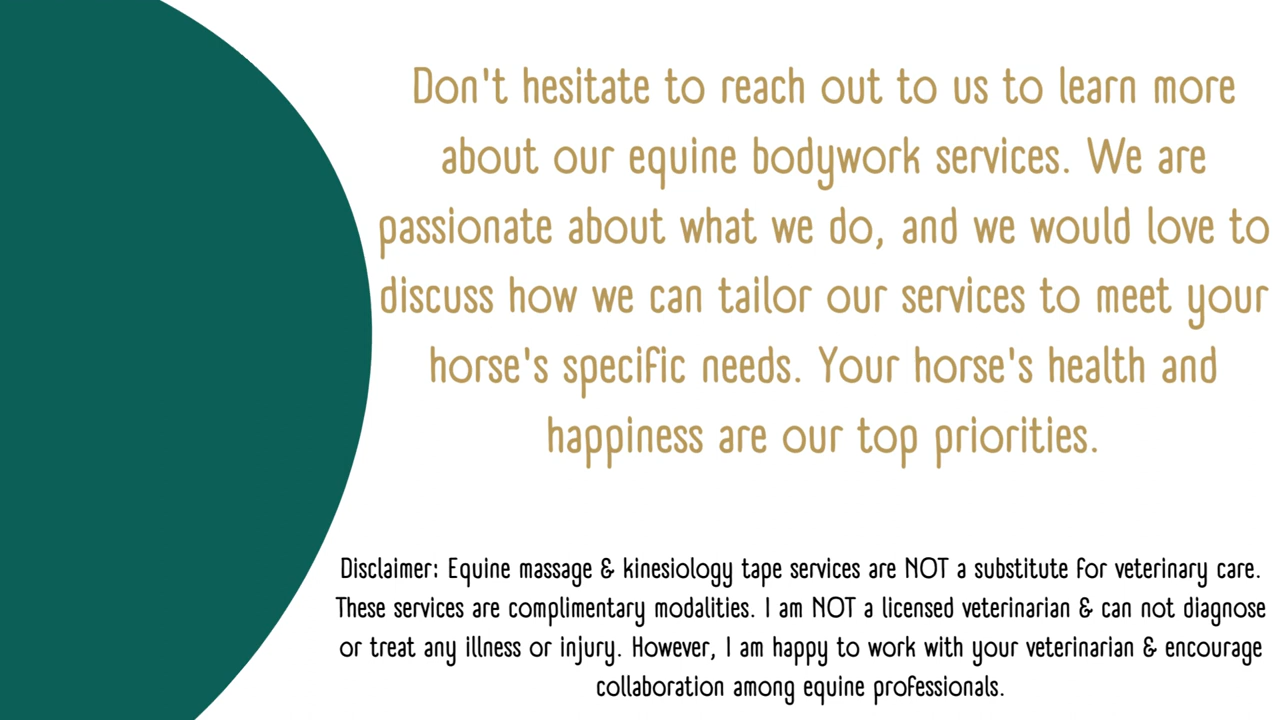 Don't hesitate to reach out to us to learn more
about our equine bodywork services. We are
passionate about what we do, and we would love to
discuss how we can tailor our services to meet your
horse's specific needs. Your horse's health and
happiness are our top priorities.
Disclaimer: Equine massage & kinesiology tape services are NOT a substitute for veterinary care.
These services are complimentary modalities. I am NOT a licensed veterinarian & can not diagnose
or treat any illness or injury. However, I am happy to work with your veterinarian & encourage
collaboration among equine professionals.